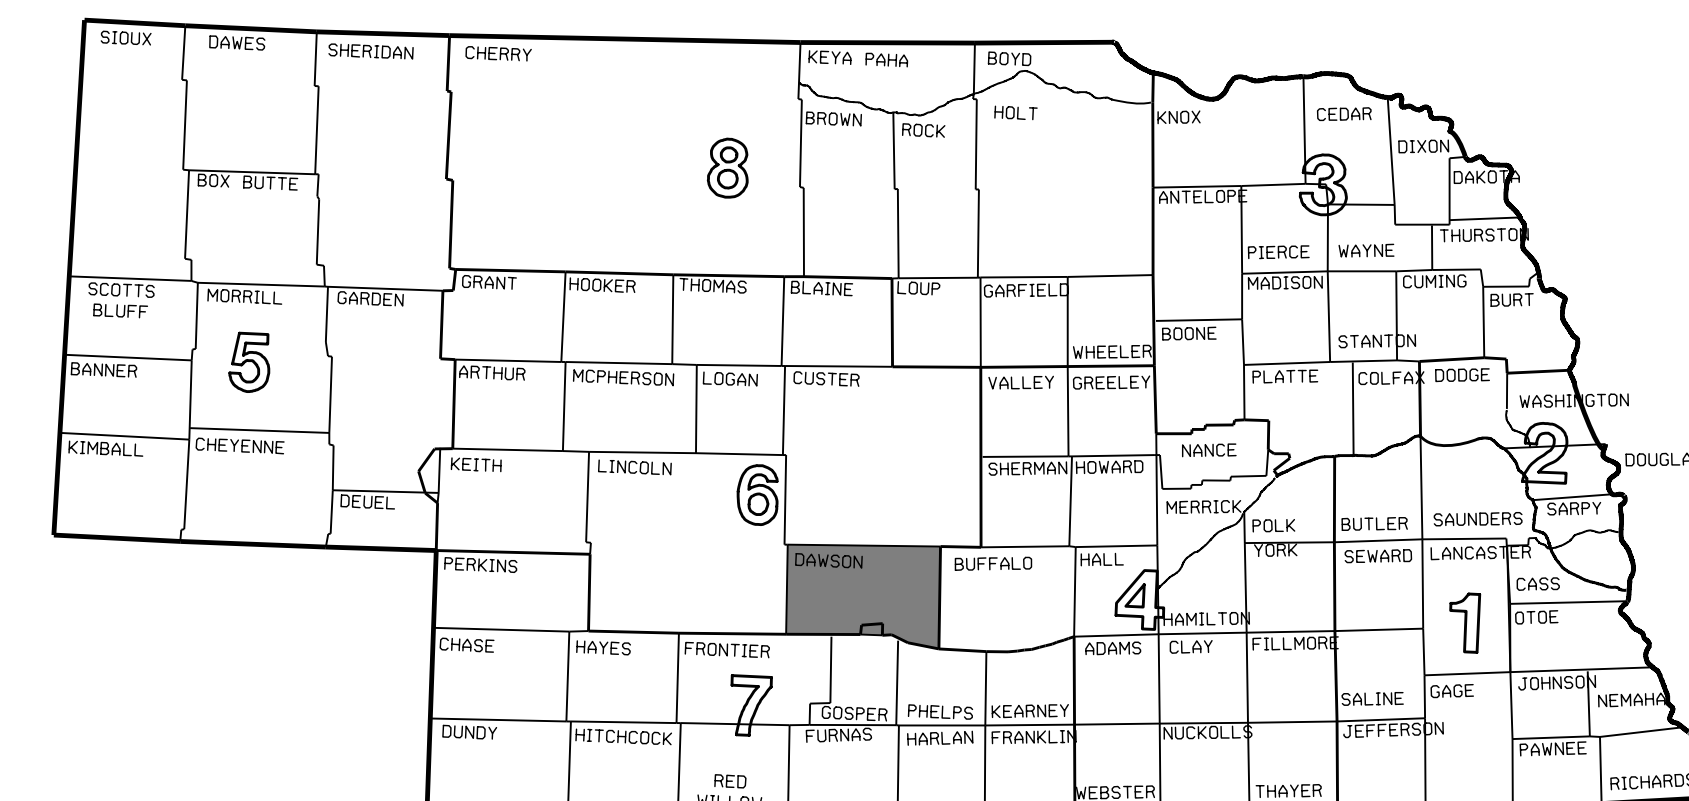 SIOUX
DAWES
SHERIDAN
CHERRY
KEYA PAHA
BOYD
BROWN
ROCK
HOLT
KNOX
CEDAR
DIXON
DAKOTA
8
3
BOX BUTTE
ANTELOPE
PIERCE
WAYNE
THURSTON
SCOTTS
BLUFF
MORRILL
GARDEN
GRANT
HOOKER
THOMAS
BLAINE
LOUP
GARFIELD
WHEELER
BOONE
MADISON
STANTON
CUMING
BURT
5
BANNER
ARTHUR
MCPHERSON
LOGAN
CUSTER
VALLEY
GREELEY
PLATTE
COLFAX
DODGE
WASHINGTON
KIMBALL
CHEYENNE
DEUEL
KEITH
LINCOLN
6
SHERMAN
HOWARD
NANCE
MERRICK
POLK
BUTLER
SAUNDERS
2
DOUGLA
SARPY
PERKINS
DAWSON
BUFFALO
HALL
4
HAMILTON
YORK
SEWARD
LANCASTER
1
CASS
OTOE
CHASE
HAYES
FRONTIER
7
GOSPER
PHELPS
KEARNEY
ADAMS
CLAY
FILLMORE
SALINE
GAGE
JOHNSON
NEMAHA
DUNDY
HITCHCOCK
RED
WILLOW
FURNAS
HARLAN
FRANKLIN
WEBSTER
NUCKOLLS
THAYER
JEFFERSON
PAWNEE
RICHARDS